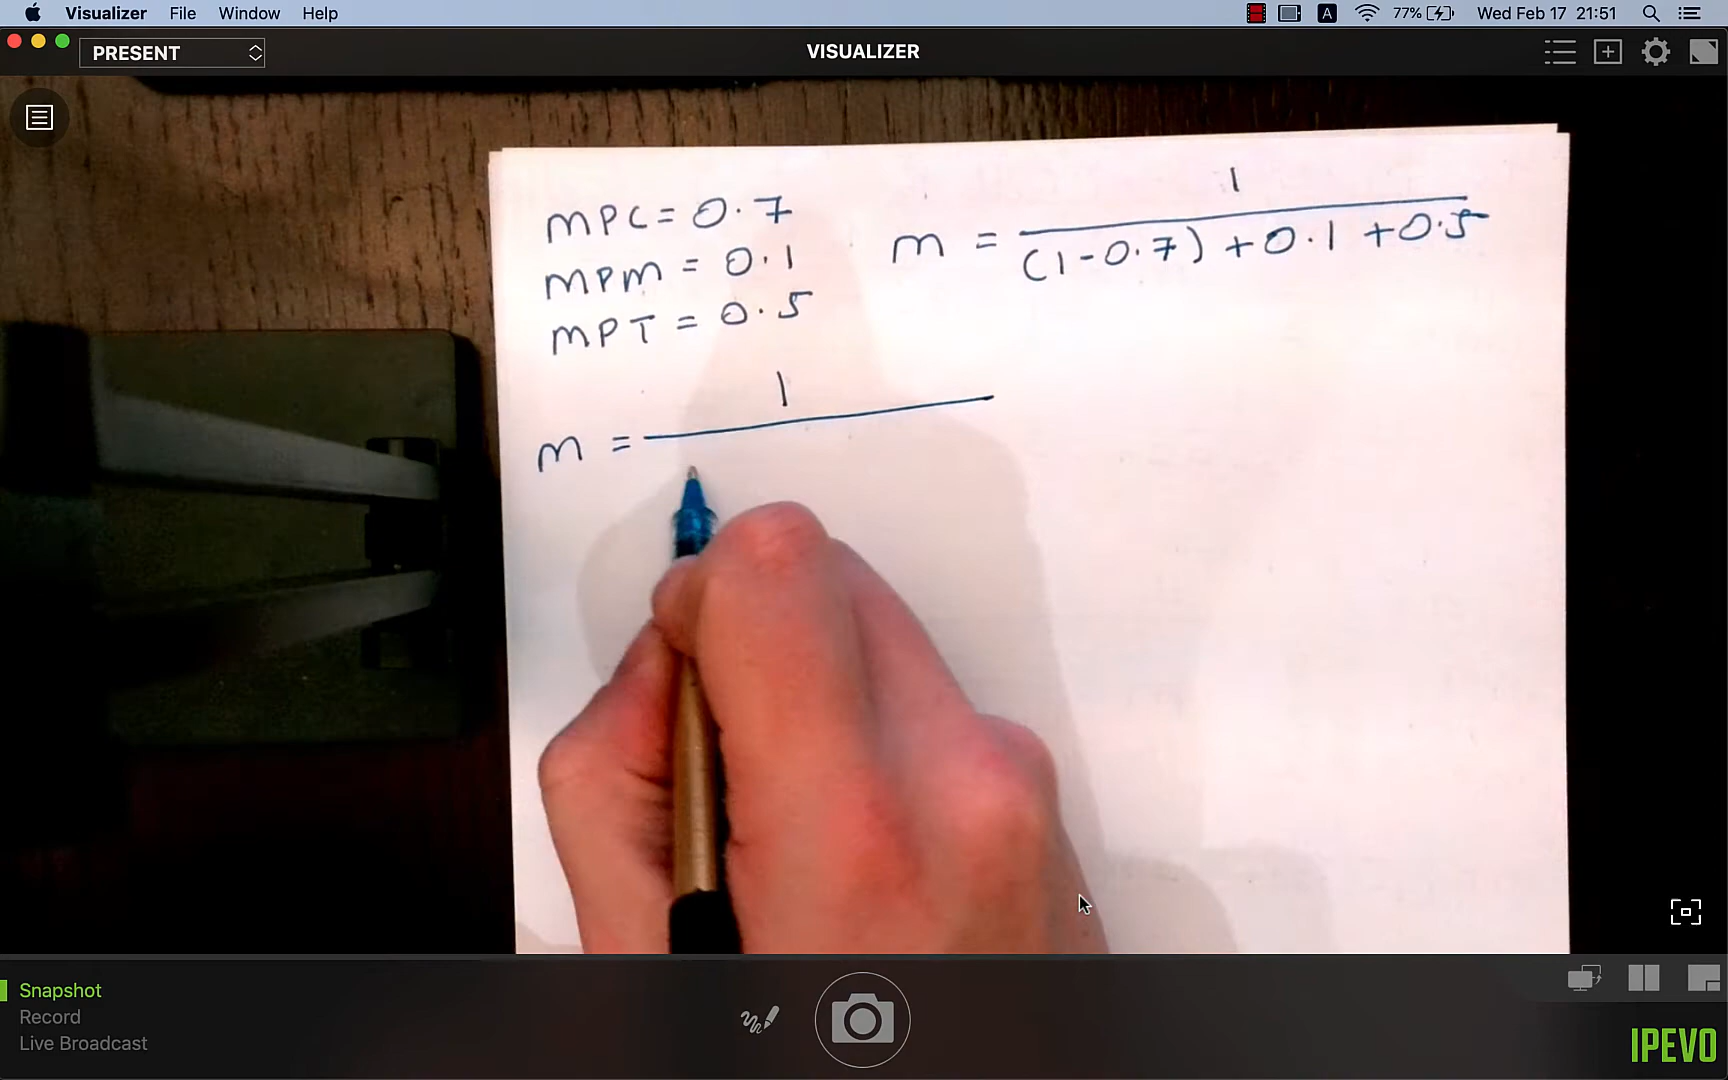 Visualizer File Window Help A 77% Wed Feb 17 21:51
PRESENT VISUALIZER
MPC = 0.7
MPM = 0.1
MPT = 0.5
m = 1 / (1-0.7) + 0.1 + 0.5
m = 1
Snapshot
Record
Live Broadcast
IPEVO